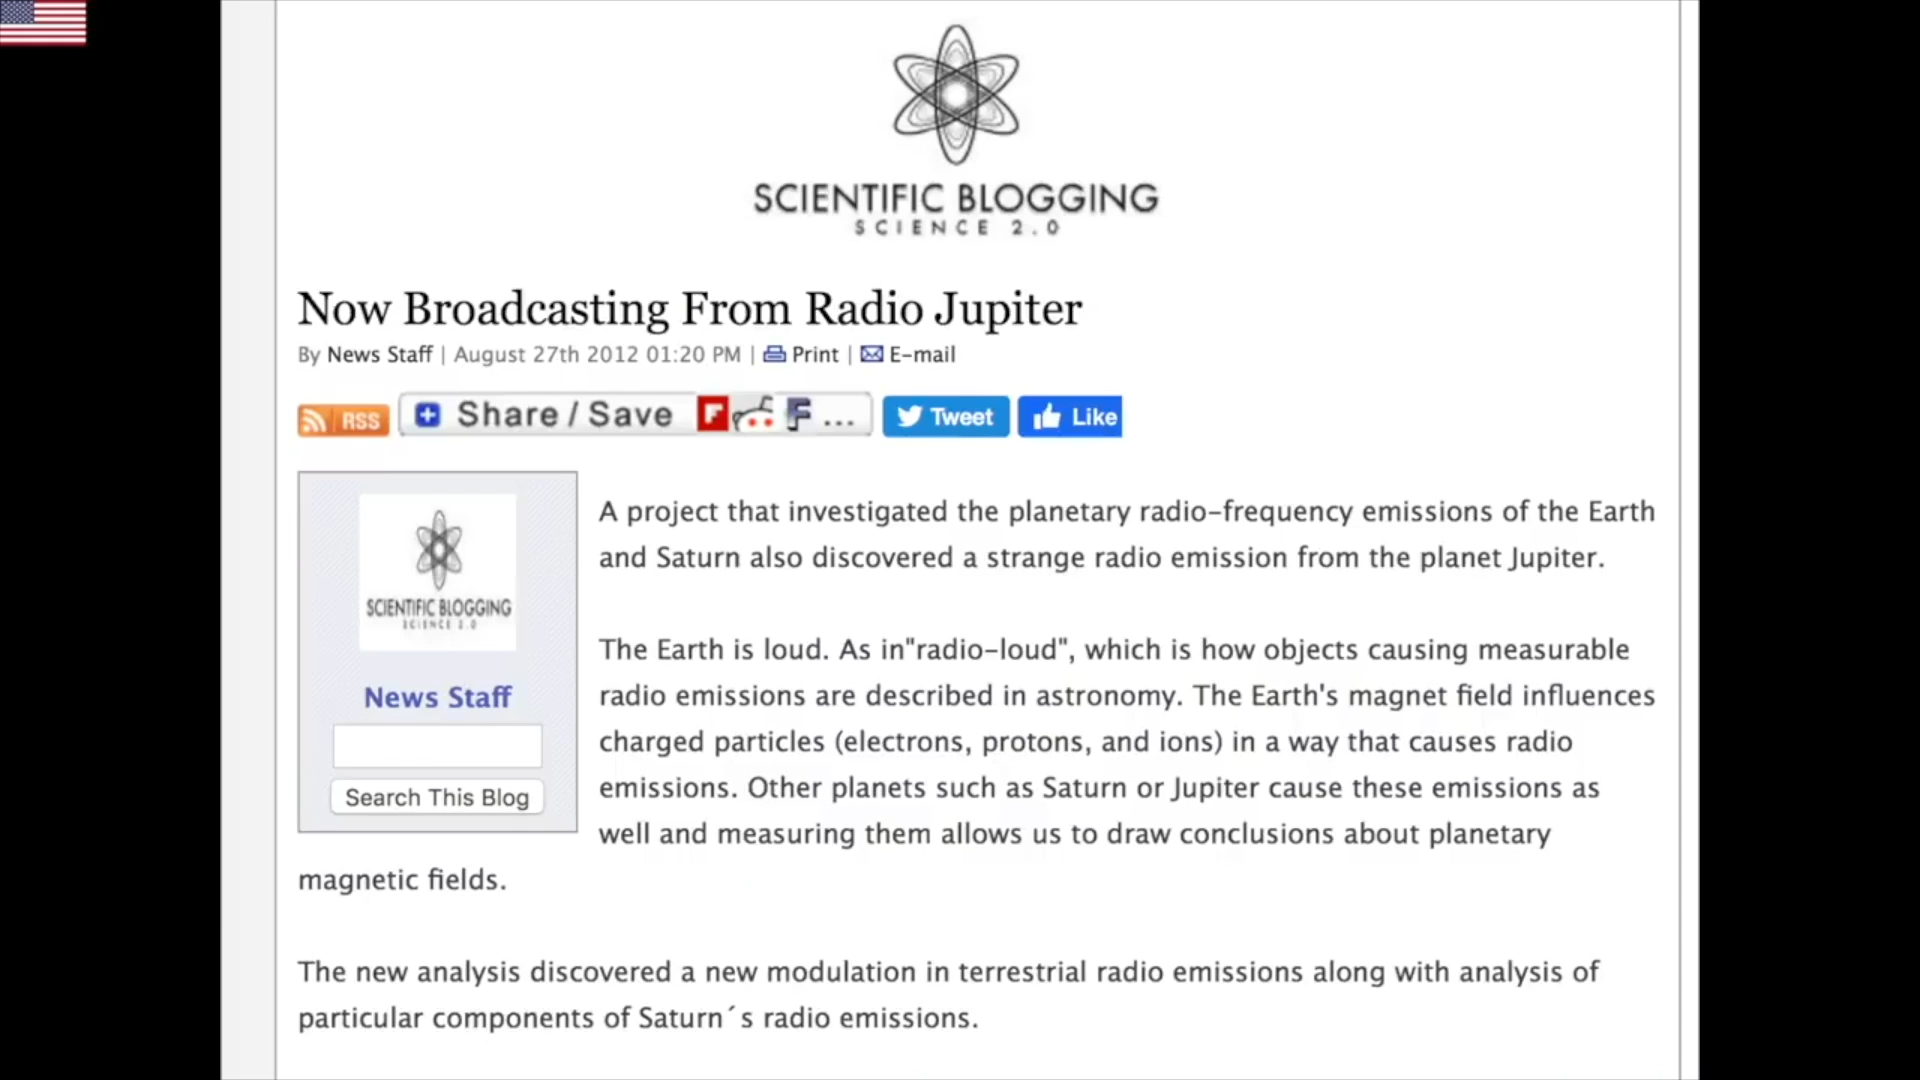 SCIENTIFIC BLOGGING
SCIENCE 2.0
Now Broadcasting From Radio Jupiter
By News Staff | August 27th 2012 01:20 PM | Print | E-mail
RSS Share / Save F F ... Tweet Like
SCIENTIFIC BLOGGING
SCIENCE 2.0
News Staff
Search This Blog
A project that investigated the planetary radio-frequency emissions of the Earth
and Saturn also discovered a strange radio emission from the planet Jupiter.
The Earth is loud. As in"radio-loud", which is how objects causing measurable
radio emissions are described in astronomy. The Earth's magnet field influences
charged particles (electrons, protons, and ions) in a way that causes radio
emissions. Other planets such as Saturn or Jupiter cause these emissions as
well and measuring them allows us to draw conclusions about planetary
magnetic fields.
The new analysis discovered a new modulation in terrestrial radio emissions along with analysis of
particular components of Saturn´s radio emissions.